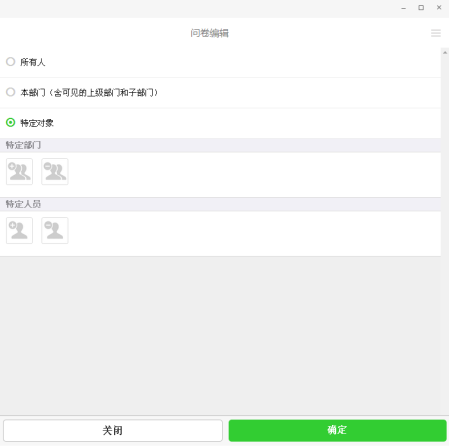 问卷编辑
所有人
本部门（含可见的上级部门和子部门）
特定对象
特定部门
特定人员
关闭
确定